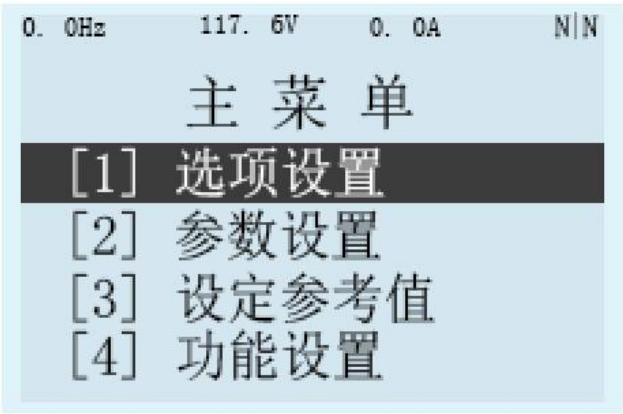 0. 0Hz 117. 6V 0. 0A N|N
主 菜 单
[1] 选项设置
[2] 参数设置
[3] 设定参考值
[4] 功能设置